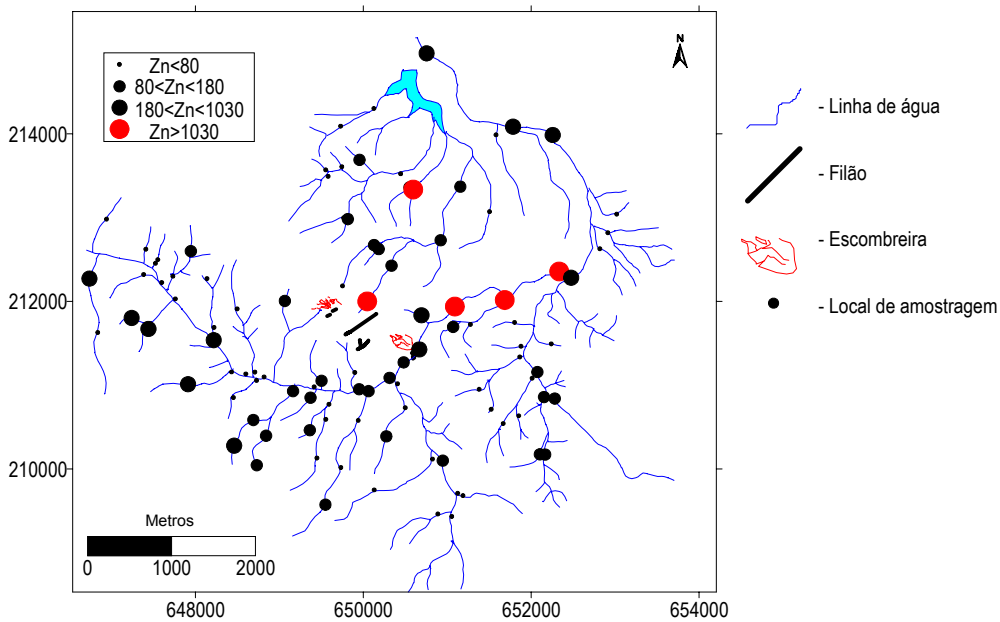 N
Zn<80
80<Zn<180
180<Zn<1030
Zn>1030
- Linha de água
- Filão
- Escombreira
- Local de amostragem
214000
212000
210000
Metros
0 1000 2000
648000 650000 652000 654000